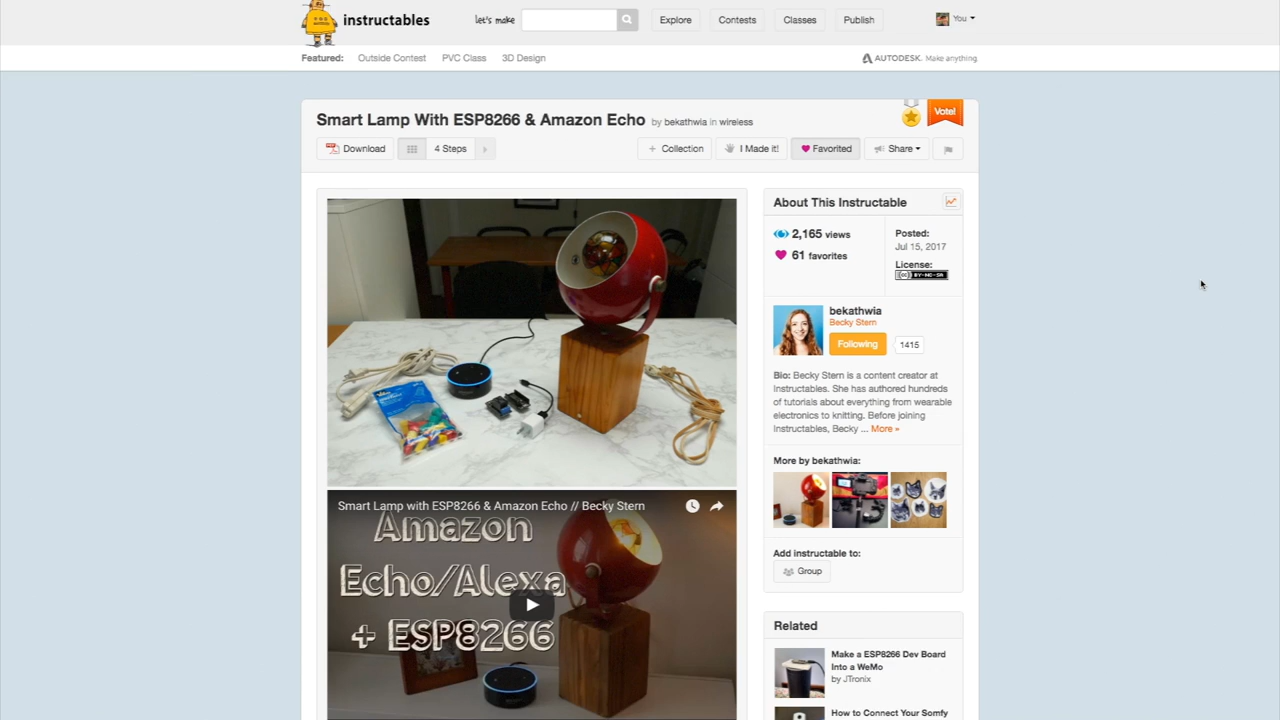 instructables
let's make
Explore
Contests
Classes
Publish
You
Featured:
Outside Contest
PVC Class
3D Design
AUTODESK. Make anything
Smart Lamp With ESP8266 & Amazon Echo by bekathwia in wireless
Vote!
Download
4 Steps
+ Collection
I Made it!
Favorited
Share
About This Instructable
2,165 views
61 favorites
Posted:
Jul 15, 2017
License:
(cc) BY-NC-SA
bekathwia
Becky Stern
Following
1415
Bio: Becky Stern is a content creator at
Instructables. She has authored hundreds
of tutorials about everything from wearable
electronics to knitting. Before joining
Instructables, Becky ... More »
More by bekathwia:
Add instructable to:
Group
Related
Make a ESP8266 Dev Board
Into a WeMo
by JTronix
How to Connect Your Somfy
Smart Lamp with ESP8266 & Amazon Echo // Becky Stern
Amazon
Echo/Alexa
+ ESP8266